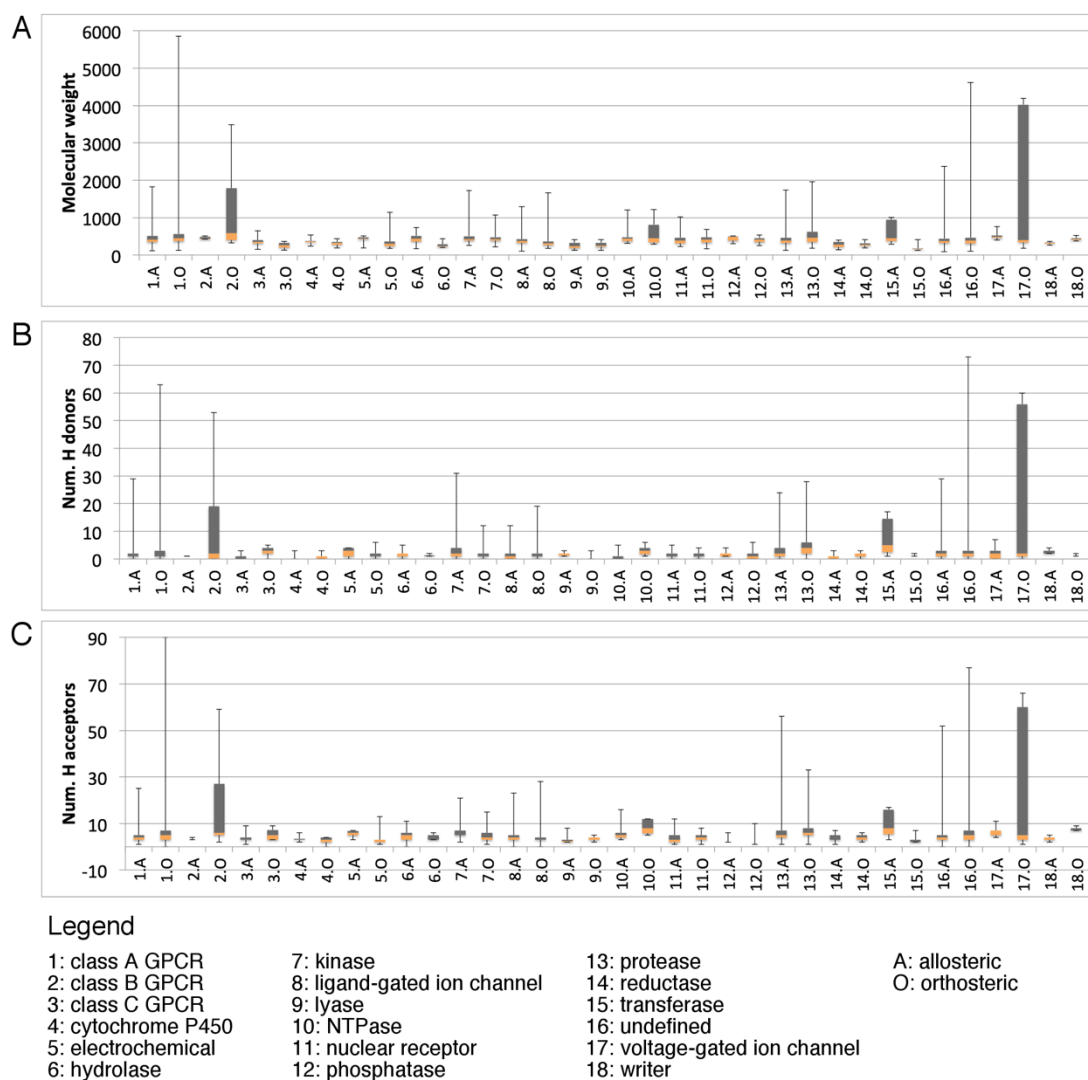 A
Molecular weight
6000
5000
4000
3000
2000
1000
0
1.A 1.O 2.A 2.O 3.A 3.O 4.A 4.O 5.A 5.O 6.A 6.O 7.A 7.O 8.A 8.O 9.A 9.O 10.A 10.O 11.A 11.O 12.A 12.O 13.A 13.O 14.A 14.O 15.A 15.O 16.A 16.O 17.A 17.O 18.A 18.O
B
Num. H donors
80
70
60
50
40
30
20
10
0
1.A 1.O 2.A 2.O 3.A 3.O 4.A 4.O 5.A 5.O 6.A 6.O 7.A 7.O 8.A 8.O 9.A 9.O 10.A 10.O 11.A 11.O 12.A 12.O 13.A 13.O 14.A 14.O 15.A 15.O 16.A 16.O 17.A 17.O 18.A 18.O
C
Num. H acceptors
90
70
50
30
10
-10
1.A 1.O 2.A 2.O 3.A 3.O 4.A 4.O 5.A 5.O 6.A 6.O 7.A 7.O 8.A 8.O 9.A 9.O 10.A 10.O 11.A 11.O 12.A 12.O 13.A 13.O 14.A 14.O 15.A 15.O 16.A 16.O 17.A 17.O 18.A 18.O
Legend
1: class A GPCR
2: class B GPCR
3: class C GPCR
4: cytochrome P450
5: electrochemical
6: hydrolase
7: kinase
8: ligand-gated ion channel
9: lyase
10: NTPase
11: nuclear receptor
12: phosphatase
13: protease
14: reductase
15: transferase
16: undefined
17: voltage-gated ion channel
18: writer
A: allosteric
O: orthosteric